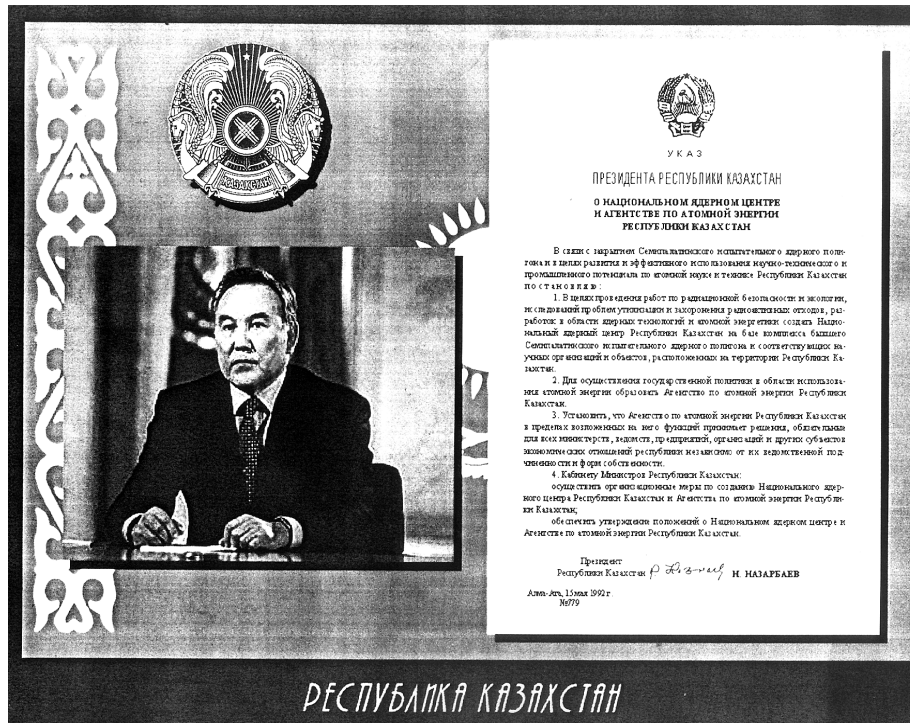 ҚАЗАҚСТАН
УКАЗ
ПРЕЗИДЕНТА РЕСПУБЛИКИ КАЗАХСТАН
О НАЦИОНАЛЬНОМ ЯДЕРНОМ ЦЕНТРЕ
И АГЕНТСТВЕ ПО АТОМНОЙ ЭНЕРГИИ
РЕСПУБЛИКИ КАЗАХСТАН
В связи с закрытием Семипалатинского испытательного ядерного поли-
гона и в целях развития и эффективного использования научно-технического и
промышленного потенциала по атомной науке и технике Республики Казахстан
постановляю:
1. В целях проведения работ по радиационной безопасности и экологии,
исследований проблем утилизации и захоронения радиоактивных отходов, раз-
работок в области ядерных технологий и атомной энергетики создать Нацио-
нальный ядерный центр Республики Казахстан на базе комплекса бывшего
Семипалатинского испытательного ядерного полигона и соответствующих на-
учных организаций и объектов, расположенных на территории Республики Ка-
захстан.
2. Для осуществления государственной политики в области использова-
ния атомной энергии образовать Агентство по атомной энергии Республики
Казахстан.
3. Установить, что Агентство по атомной энергии Республики Казахстан
в пределах возложенных на него функций принимает решения, обязательные
для всех министерств, ведомств, предприятий, организаций и других субъектов
экономических отношений республики независимо от их ведомственной под-
чиненности и форм собственности.
4. Кабинету Министров Республики Казахстан:
осуществить организационные меры по созданию Национального ядер-
ного центра Республики Казахстан и Агентства по атомной энергии Республи-
ки Казахстан;
обеспечить утверждение положений о Национальном ядерном центре и
Агентстве по атомной энергии Республики Казахстан.
Президент
Республики Казахстан Н. НАЗАРБАЕВ
Алма-Ата, 15 мая 1992 г.
№779
РЕСПУБЛИКА КАЗАХСТАН